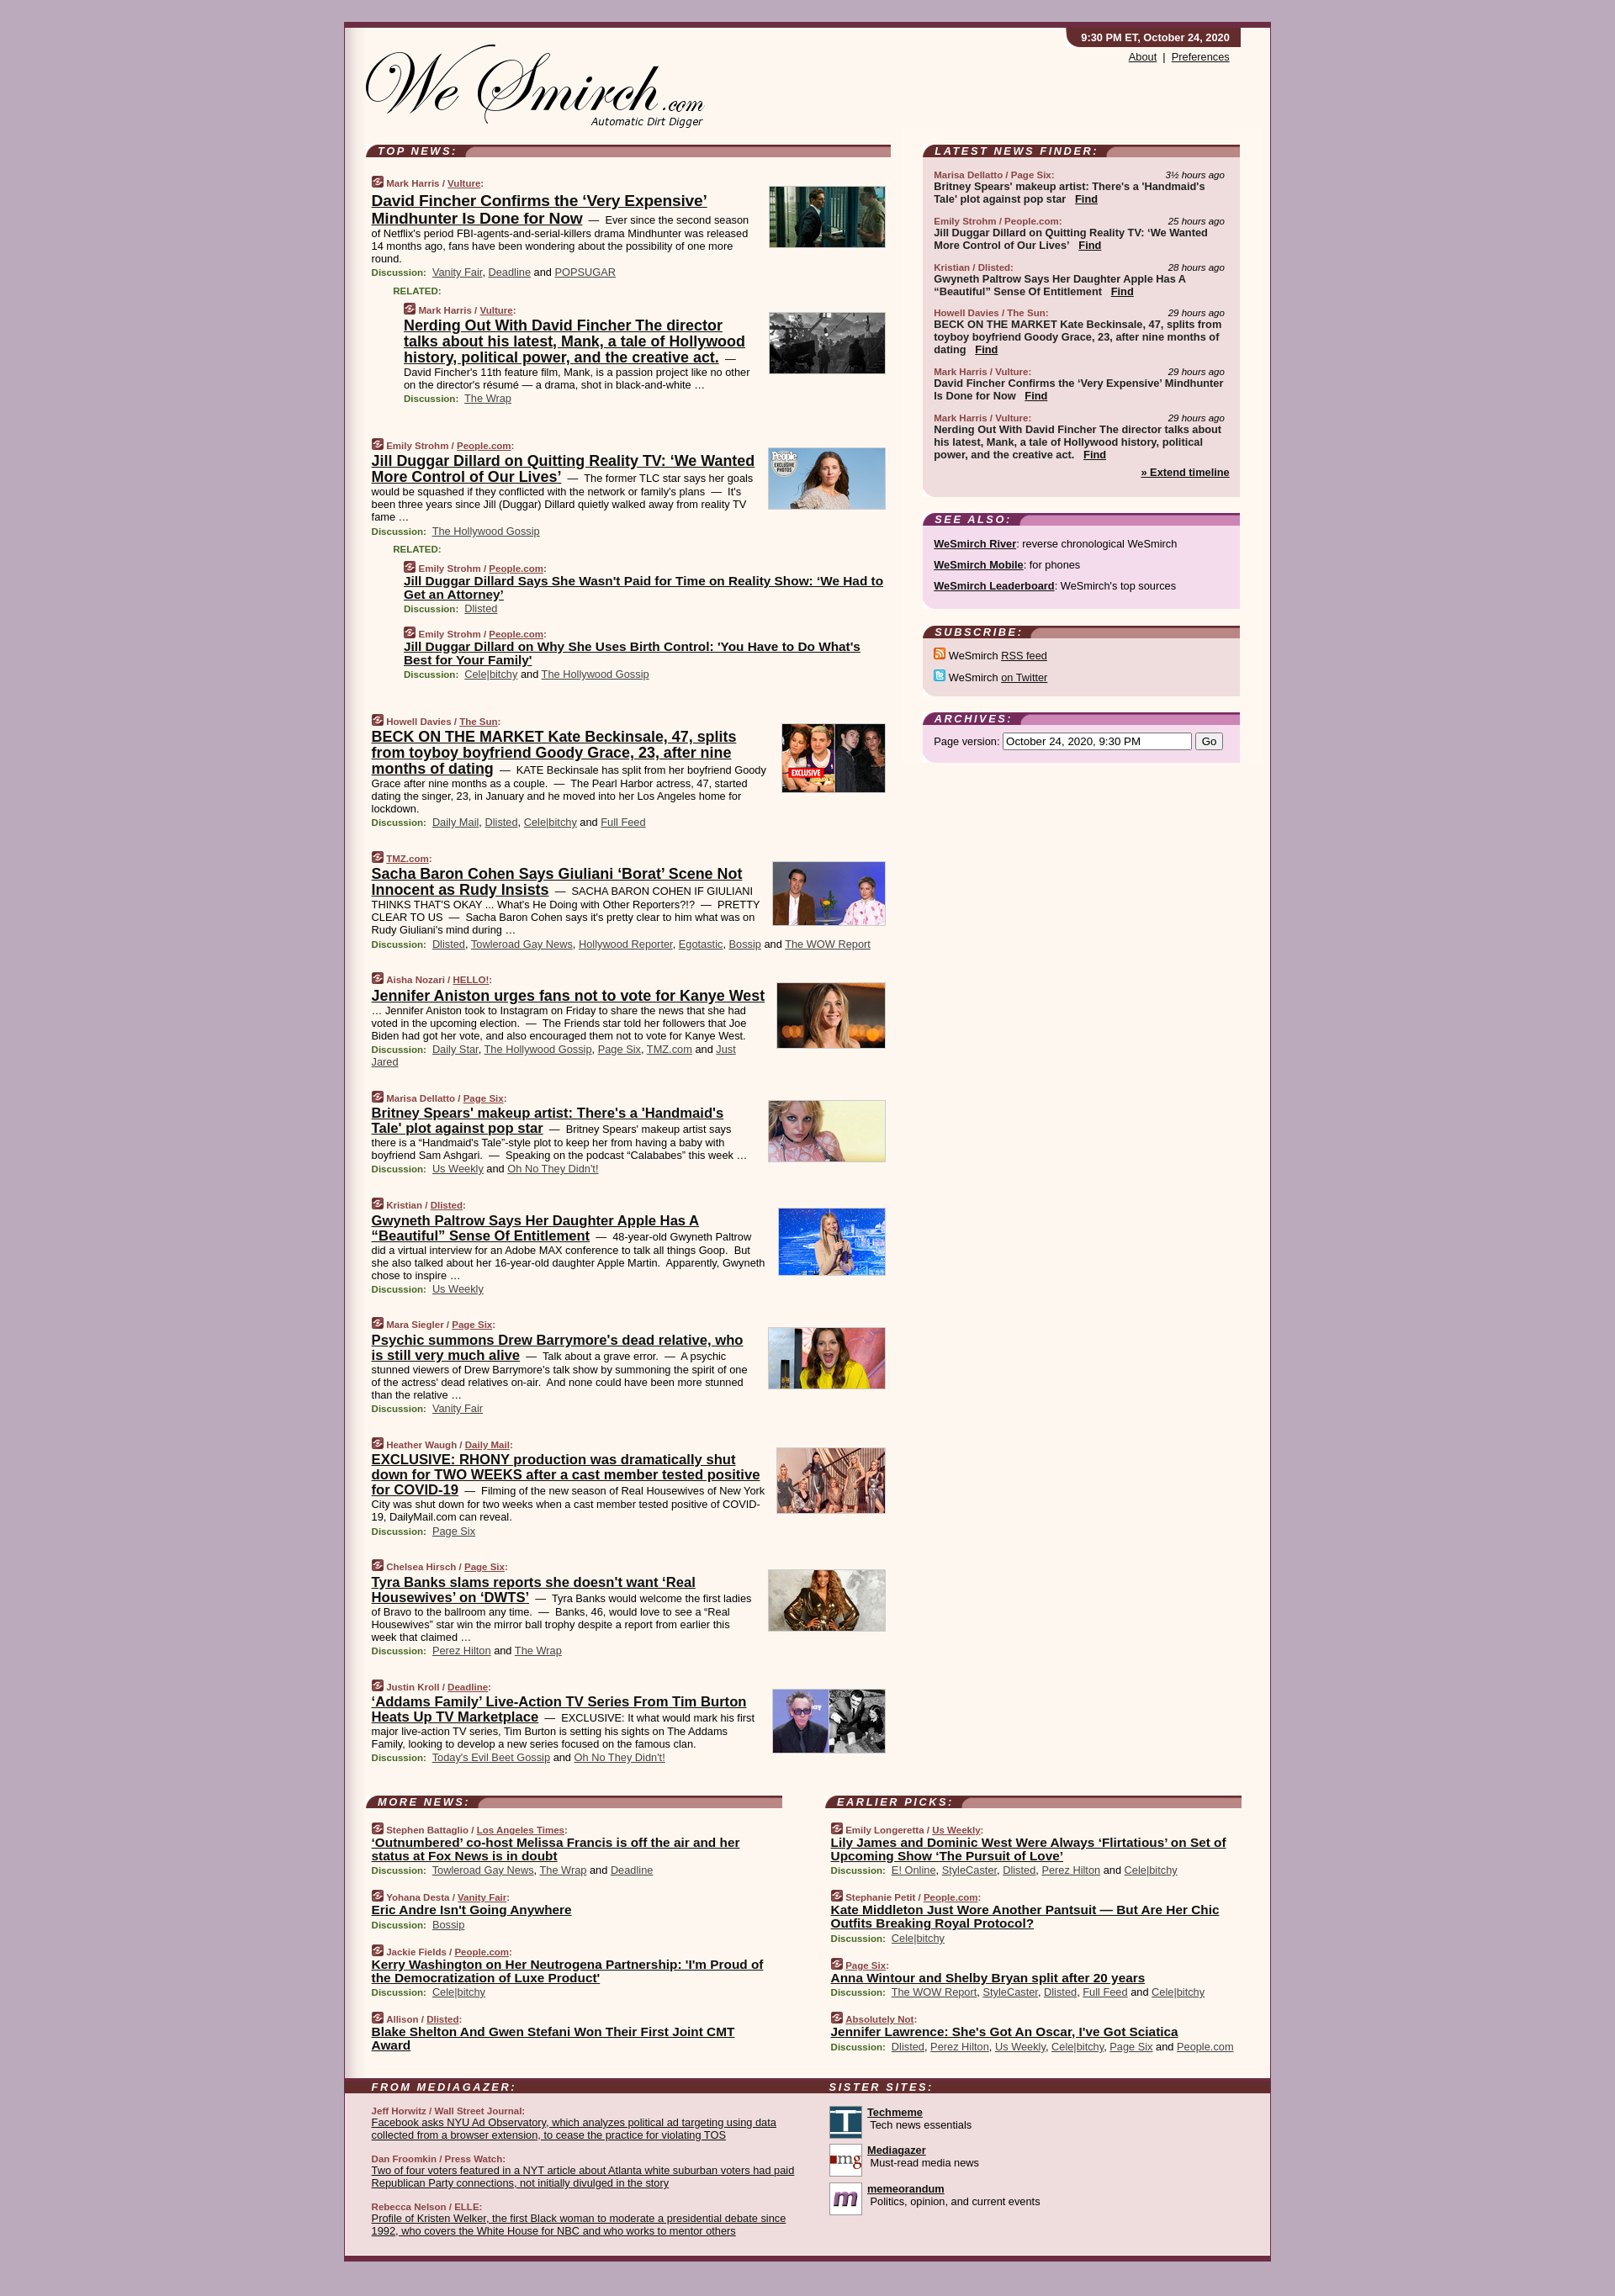 9:30 PM ET, October 24, 2020
About | Preferences
We Smirch.com
Automatic Dirt Digger
TOP NEWS:
Mark Harris / Vulture:
David Fincher Confirms the ‘Very Expensive’
Mindhunter Is Done for Now — Ever since the second season
of Netflix's period FBI-agents-and-serial-killers drama Mindhunter was released
14 months ago, fans have been wondering about the possibility of one more
round.
Discussion: Vanity Fair, Deadline and POPSUGAR
RELATED:
Mark Harris / Vulture:
Nerding Out With David Fincher The director
talks about his latest, Mank, a tale of Hollywood
history, political power, and the creative act. —
David Fincher's 11th feature film, Mank, is a passion project like no other
on the director's résumé — a drama, shot in black-and-white …
Discussion: The Wrap
Emily Strohm / People.com:
Jill Duggar Dillard on Quitting Reality TV: ‘We Wanted
More Control of Our Lives’ — The former TLC star says her goals
would be squashed if they conflicted with the network or family's plans — It's
been three years since Jill (Duggar) Dillard quietly walked away from reality TV
fame …
Discussion: The Hollywood Gossip
People
EXCLUSIVE
PHOTOS
RELATED:
Emily Strohm / People.com:
Jill Duggar Dillard Says She Wasn't Paid for Time on Reality Show: ‘We Had to
Get an Attorney’
Discussion: Dlisted
Emily Strohm / People.com:
Jill Duggar Dillard on Why She Uses Birth Control: 'You Have to Do What's
Best for Your Family'
Discussion: Cele|bitchy and The Hollywood Gossip
Howell Davies / The Sun:
BECK ON THE MARKET Kate Beckinsale, 47, splits
from toyboy boyfriend Goody Grace, 23, after nine
months of dating — KATE Beckinsale has split from her boyfriend Goody
Grace after nine months as a couple. — The Pearl Harbor actress, 47, started
dating the singer, 23, in January and he moved into her Los Angeles home for
lockdown.
Discussion: Daily Mail, Dlisted, Cele|bitchy and Full Feed
EXCLUSIVE
TMZ.com:
Sacha Baron Cohen Says Giuliani ‘Borat’ Scene Not
Innocent as Rudy Insists — SACHA BARON COHEN IF GIULIANI
THINKS THAT'S OKAY ... What's He Doing with Other Reporters?!? — PRETTY
CLEAR TO US — Sacha Baron Cohen says it's pretty clear to him what was on
Rudy Giuliani's mind during …
Discussion: Dlisted, Towleroad Gay News, Hollywood Reporter, Egotastic, Bossip and The WOW Report
Aisha Nozari / HELLO!:
Jennifer Aniston urges fans not to vote for Kanye West
… Jennifer Aniston took to Instagram on Friday to share the news that she had
voted in the upcoming election. — The Friends star told her followers that Joe
Biden had got her vote, and also encouraged them not to vote for Kanye West.
Discussion: Daily Star, The Hollywood Gossip, Page Six, TMZ.com and Just
Jared
Marisa Dellatto / Page Six:
Britney Spears' makeup artist: There's a 'Handmaid's
Tale' plot against pop star — Britney Spears' makeup artist says
there is a “Handmaid's Tale”-style plot to keep her from having a baby with
boyfriend Sam Ashgari. — Speaking on the podcast “Calababes” this week …
Discussion: Us Weekly and Oh No They Didn't!
Kristian / Dlisted:
Gwyneth Paltrow Says Her Daughter Apple Has A
“Beautiful” Sense Of Entitlement — 48-year-old Gwyneth Paltrow
did a virtual interview for an Adobe MAX conference to talk all things Goop. But
she also talked about her 16-year-old daughter Apple Martin. Apparently, Gwyneth
chose to inspire …
Discussion: Us Weekly
Mara Siegler / Page Six:
Psychic summons Drew Barrymore's dead relative, who
is still very much alive — Talk about a grave error. — A psychic
stunned viewers of Drew Barrymore's talk show by summoning the spirit of one
of the actress' dead relatives on-air. And none could have been more stunned
than the relative …
Discussion: Vanity Fair
Heather Waugh / Daily Mail:
EXCLUSIVE: RHONY production was dramatically shut
down for TWO WEEKS after a cast member tested positive
for COVID-19 — Filming of the new season of Real Housewives of New York
City was shut down for two weeks when a cast member tested positive of COVID-
19, DailyMail.com can reveal.
Discussion: Page Six
Chelsea Hirsch / Page Six:
Tyra Banks slams reports she doesn't want ‘Real
Housewives’ on ‘DWTS’ — Tyra Banks would welcome the first ladies
of Bravo to the ballroom any time. — Banks, 46, would love to see a “Real
Housewives” star win the mirror ball trophy despite a report from earlier this
week that claimed …
Discussion: Perez Hilton and The Wrap
Justin Kroll / Deadline:
‘Addams Family’ Live-Action TV Series From Tim Burton
Heats Up TV Marketplace — EXCLUSIVE: It what would mark his first
major live-action TV series, Tim Burton is setting his sights on The Addams
Family, looking to develop a new series focused on the famous clan.
Discussion: Today's Evil Beet Gossip and Oh No They Didn't!
LATEST NEWS FINDER:
Marisa Dellatto / Page Six: 3½ hours ago
Britney Spears' makeup artist: There's a 'Handmaid's
Tale' plot against pop star Find
Emily Strohm / People.com: 25 hours ago
Jill Duggar Dillard on Quitting Reality TV: ‘We Wanted
More Control of Our Lives’ Find
Kristian / Dlisted: 28 hours ago
Gwyneth Paltrow Says Her Daughter Apple Has A
“Beautiful” Sense Of Entitlement Find
Howell Davies / The Sun: 29 hours ago
BECK ON THE MARKET Kate Beckinsale, 47, splits from
toyboy boyfriend Goody Grace, 23, after nine months of
dating Find
Mark Harris / Vulture: 29 hours ago
David Fincher Confirms the ‘Very Expensive’ Mindhunter
Is Done for Now Find
Mark Harris / Vulture: 29 hours ago
Nerding Out With David Fincher The director talks about
his latest, Mank, a tale of Hollywood history, political
power, and the creative act. Find
» Extend timeline
SEE ALSO:
WeSmirch River: reverse chronological WeSmirch
WeSmirch Mobile: for phones
WeSmirch Leaderboard: WeSmirch's top sources
SUBSCRIBE:
WeSmirch RSS feed
WeSmirch on Twitter
ARCHIVES:
Page version: October 24, 2020, 9:30 PM Go
MORE NEWS:
Stephen Battaglio / Los Angeles Times:
‘Outnumbered’ co-host Melissa Francis is off the air and her
status at Fox News is in doubt
Discussion: Towleroad Gay News, The Wrap and Deadline
Yohana Desta / Vanity Fair:
Eric Andre Isn't Going Anywhere
Discussion: Bossip
Jackie Fields / People.com:
Kerry Washington on Her Neutrogena Partnership: 'I'm Proud of
the Democratization of Luxe Product'
Discussion: Cele|bitchy
Allison / Dlisted:
Blake Shelton And Gwen Stefani Won Their First Joint CMT
Award
EARLIER PICKS:
Emily Longeretta / Us Weekly:
Lily James and Dominic West Were Always ‘Flirtatious’ on Set of
Upcoming Show ‘The Pursuit of Love’
Discussion: E! Online, StyleCaster, Dlisted, Perez Hilton and Cele|bitchy
Stephanie Petit / People.com:
Kate Middleton Just Wore Another Pantsuit — But Are Her Chic
Outfits Breaking Royal Protocol?
Discussion: Cele|bitchy
Page Six:
Anna Wintour and Shelby Bryan split after 20 years
Discussion: The WOW Report, StyleCaster, Dlisted, Full Feed and Cele|bitchy
Absolutely Not:
Jennifer Lawrence: She's Got An Oscar, I've Got Sciatica
Discussion: Dlisted, Perez Hilton, Us Weekly, Cele|bitchy, Page Six and People.com
FROM MEDIAGAZER:
Jeff Horwitz / Wall Street Journal:
Facebook asks NYU Ad Observatory, which analyzes political ad targeting using data
collected from a browser extension, to cease the practice for violating TOS
Dan Froomkin / Press Watch:
Two of four voters featured in a NYT article about Atlanta white suburban voters had paid
Republican Party connections, not initially divulged in the story
Rebecca Nelson / ELLE:
Profile of Kristen Welker, the first Black woman to moderate a presidential debate since
1992, who covers the White House for NBC and who works to mentor others
SISTER SITES:
T
Techmeme
Tech news essentials
mg
Mediagazer
Must-read media news
m
memeorandum
Politics, opinion, and current events